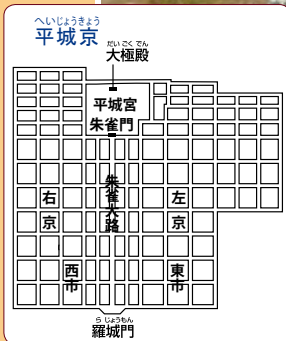 へいじょうきょう
平城京
だいごくでん
大極殿
平城宮
朱雀門
朱雀大路
右京
左京
西市
東市
らじょうもん
羅城門